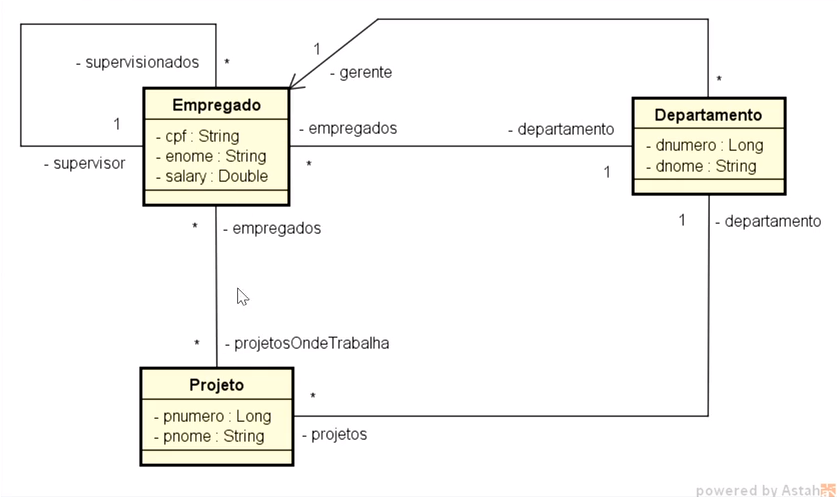 1
- gerente
*
- supervisionados
*
1
- supervisor
Empregado
- cpf : String
- enome : String
- salary : Double
- empregados
*
- departamento
1
Departamento
- dnumero : Long
- dnome : String
*
- empregados
1
- departamento
*
- projetosOndeTrabalha
Projeto
- pnumero : Long
- pnome : String
*
- projetos
powered by Astah